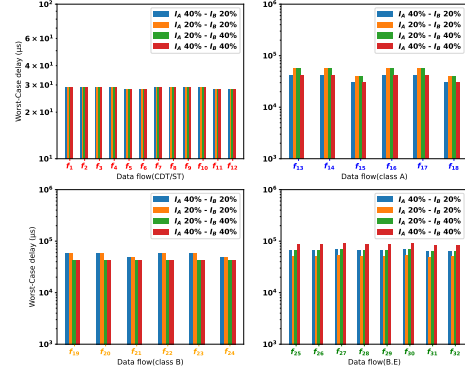 10²
I_A 40% - I_B 20%
I_A 20% - I_B 20%
I_A 20% - I_B 40%
I_A 40% - I_B 40%
6 × 10¹
4 × 10¹
3 × 10¹
2 × 10¹
10¹
Worst-Case delay (µs)
f₁ f₂ f₃ f₄ f₅ f₆ f₇ f₈ f₉ f₁₀ f₁₁ f₁₂
Data flow(CDT/ST)
10⁶
I_A 40% - I_B 20%
I_A 20% - I_B 20%
I_A 20% - I_B 40%
I_A 40% - I_B 40%
10⁵
10⁴
10³
f₁₃ f₁₄ f₁₅ f₁₆ f₁₇ f₁₈
Data flow(class A)
10⁶
I_A 40% - I_B 20%
I_A 20% - I_B 20%
I_A 20% - I_B 40%
I_A 40% - I_B 40%
10⁵
10⁴
10³
Worst-Case delay (µs)
f₁₉ f₂₀ f₂₁ f₂₂ f₂₃ f₂₄
Data flow(class B)
10⁶
I_A 40% - I_B 20%
I_A 20% - I_B 20%
I_A 20% - I_B 40%
I_A 40% - I_B 40%
10⁵
10⁴
10³
f₂₅ f₂₆ f₂₇ f₂₈ f₂₉ f₃₀ f₃₁ f₃₂
Data flow(B.E)